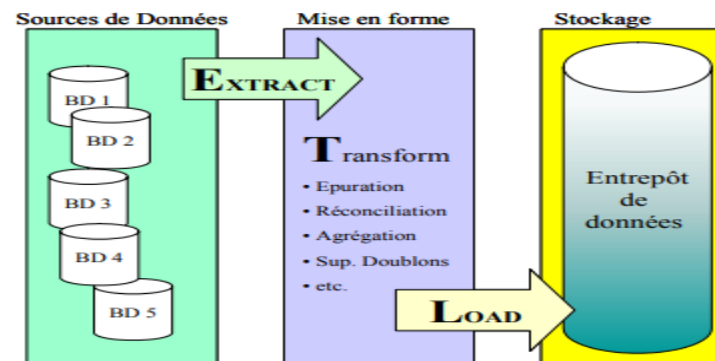 Sources de Données
Mise en forme
Stockage
BD 1
BD 2
BD 3
BD 4
BD 5
EXTRACT
Transform
• Epuration
• Réconciliation
• Agrégation
• Sup. Doublons
• etc.
LOAD
Entrepôt
de
données